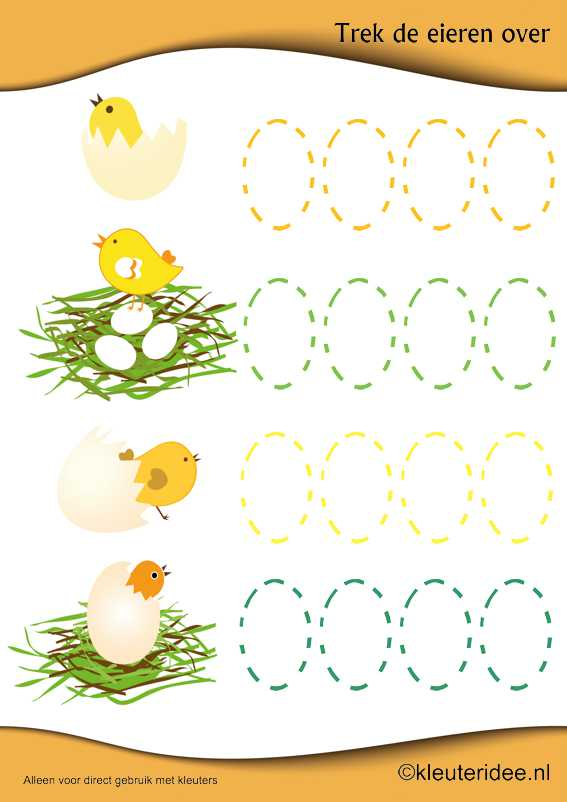 Trek de eieren over
Alleen voor direct gebruik met kleuters
©kleuteridee.nl